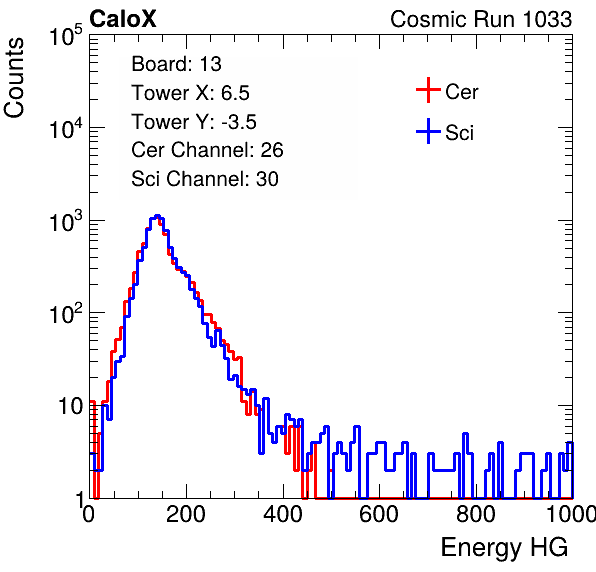 CaloX Cosmic Run 1033
Counts
10^5
10^4
10^3
10^2
10
1
Board: 13
Tower X: 6.5
Tower Y: -3.5
Cer Channel: 26
Sci Channel: 30
Cer
Sci
0 200 400 600 800 1000
Energy HG